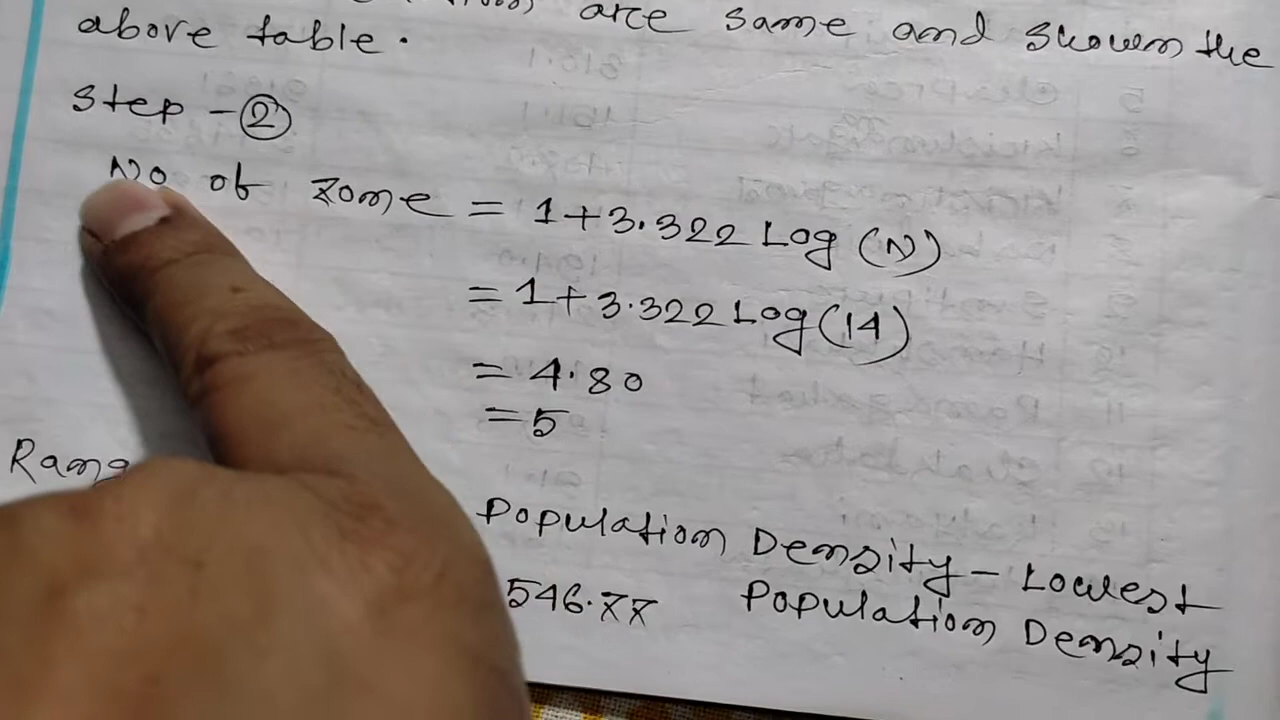 are same and shown the
above table.
Step - ②
No of zone = 1+3.322 Log (N)
= 1+3.322 Log (14)
= 4.80
= 5
Rang
Population Density - Lowest
546.77 Population Density